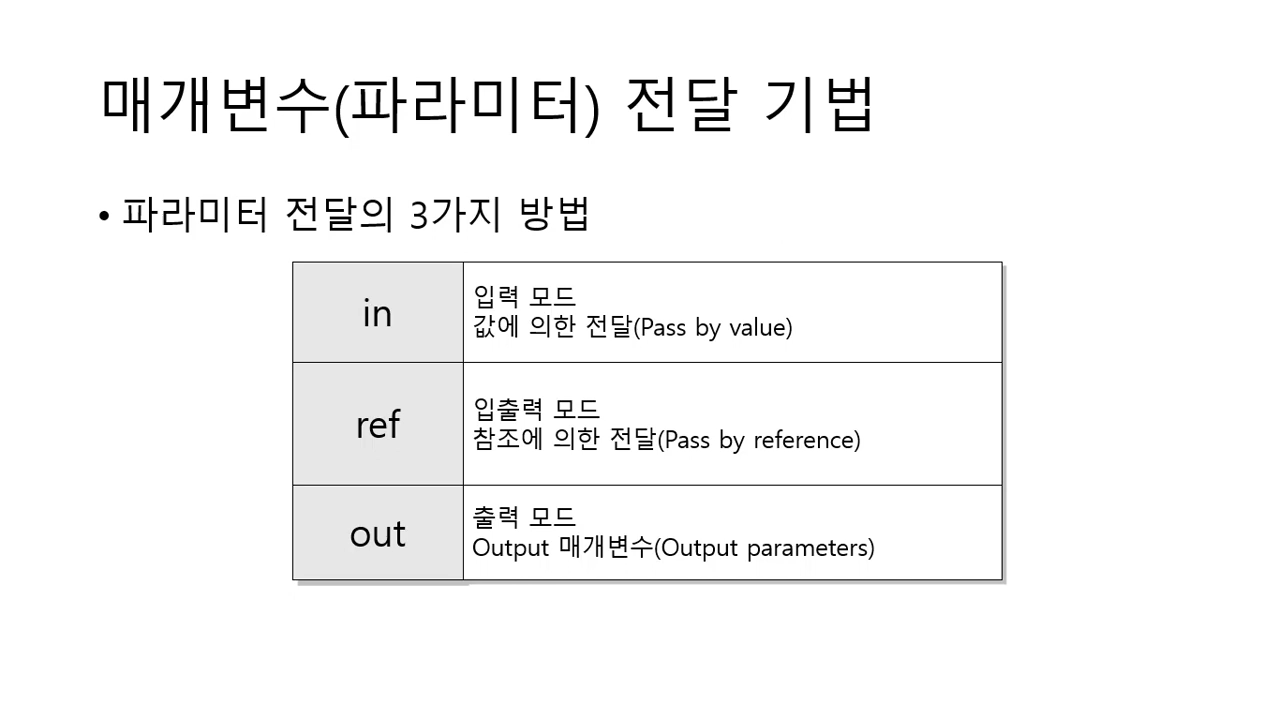 매개변수(파라미터) 전달 기법
• 파라미터 전달의 3가지 방법
in
입력 모드
값에 의한 전달(Pass by value)
ref
입출력 모드
참조에 의한 전달(Pass by reference)
out
출력 모드
Output 매개변수(Output parameters)